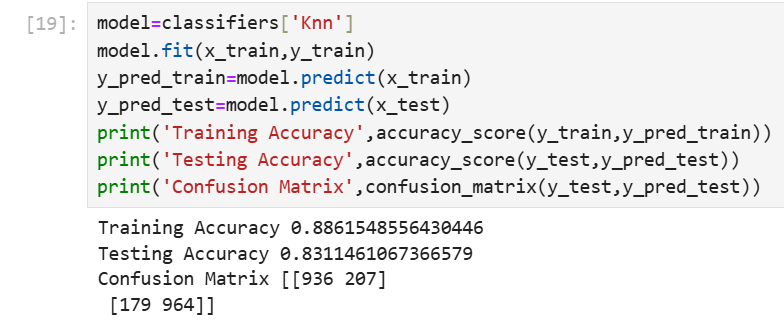 [19]:
model=classifiers['Knn']
model.fit(x_train,y_train)
y_pred_train=model.predict(x_train)
y_pred_test=model.predict(x_test)
print('Training Accuracy',accuracy_score(y_train,y_pred_train))
print('Testing Accuracy',accuracy_score(y_test,y_pred_test))
print('Confusion Matrix',confusion_matrix(y_test,y_pred_test))
Training Accuracy 0.8861548556430446
Testing Accuracy 0.8311461067366579
Confusion Matrix [[936 207]
 [179 964]]